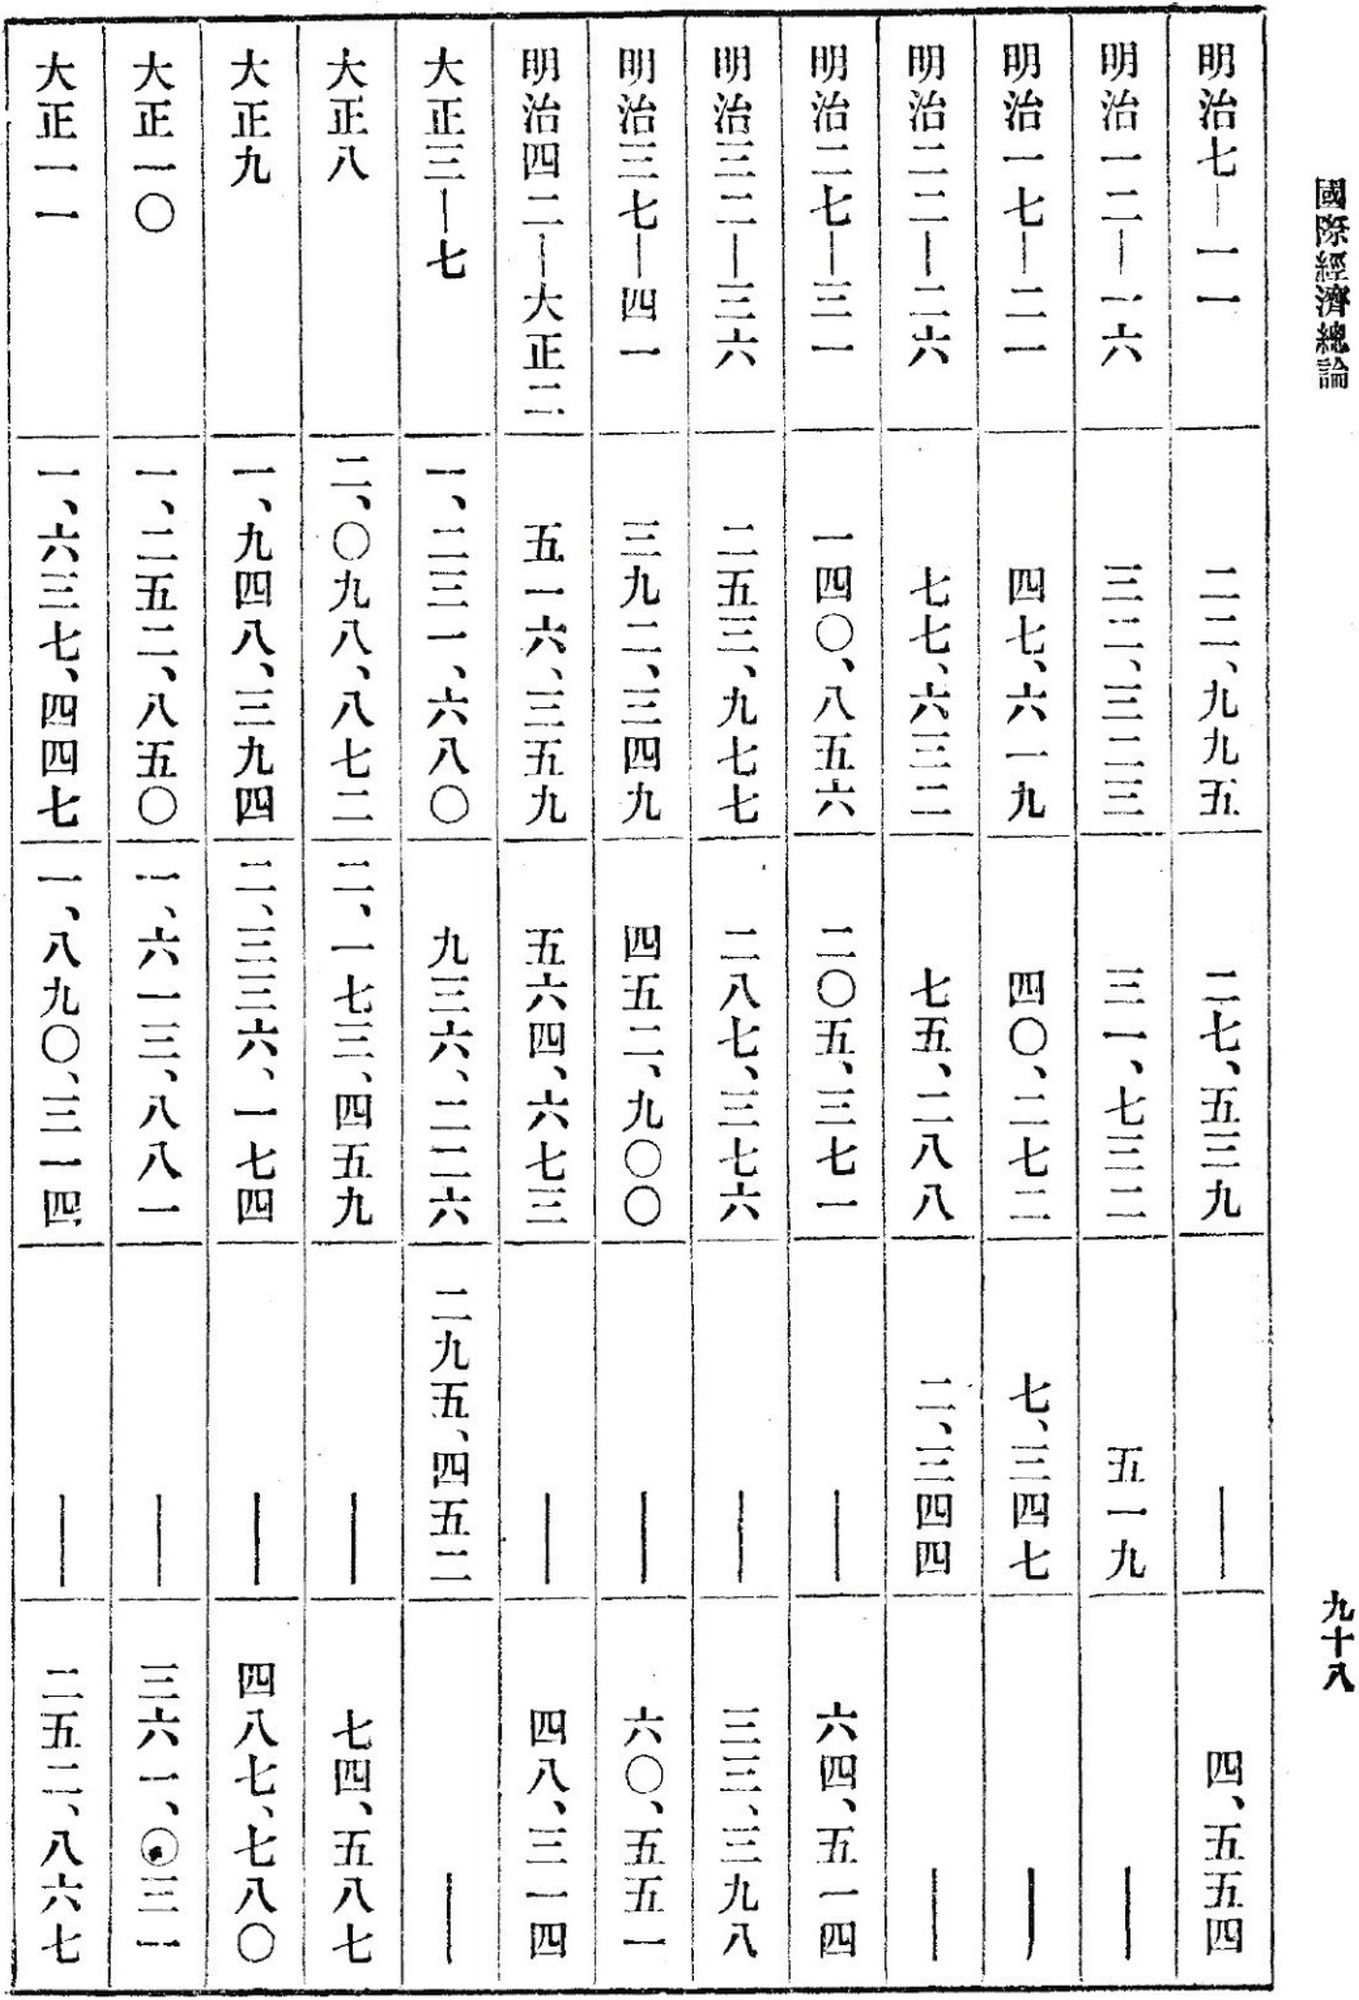 國際經濟總論
九十八
明治七—一一 二二、九九五 二七、五三九 — 四、五五四
明治一二—一六 三二、三二三 三一、七三二 五一九 —
明治一七—二一 四七、六一九 四〇、二七二 七、三四七 —
明治二二—二六 七七、六三二 七五、二八八 二、三四四 —
明治二七—三一 一四〇、八五六 二〇五、三七一 — 六四、五一四
明治三二—三六 二五三、九七七 二八七、三七六 — 三三、三九八
明治三七—四一 三九二、三四九 四五二、九〇〇 — 六〇、五五一
明治四二—大正二 五一六、三五九 五六四、六七三 — 四八、三一四
大正三—七 一、二三一、六八〇 九三六、二二六 二九五、四五二 —
大正八 二、〇九八、八七二 二、一七三、四五九 — 七四、五八七
大正九 一、九四八、三九四 二、三三六、一七四 — 四八七、七八〇
大正一〇 一、二五二、八五〇 一、六一三、八八一 — 三六一、〇三一
大正一一 一、六三七、四四七 一、八九〇、三一四 — 二五二、八六七